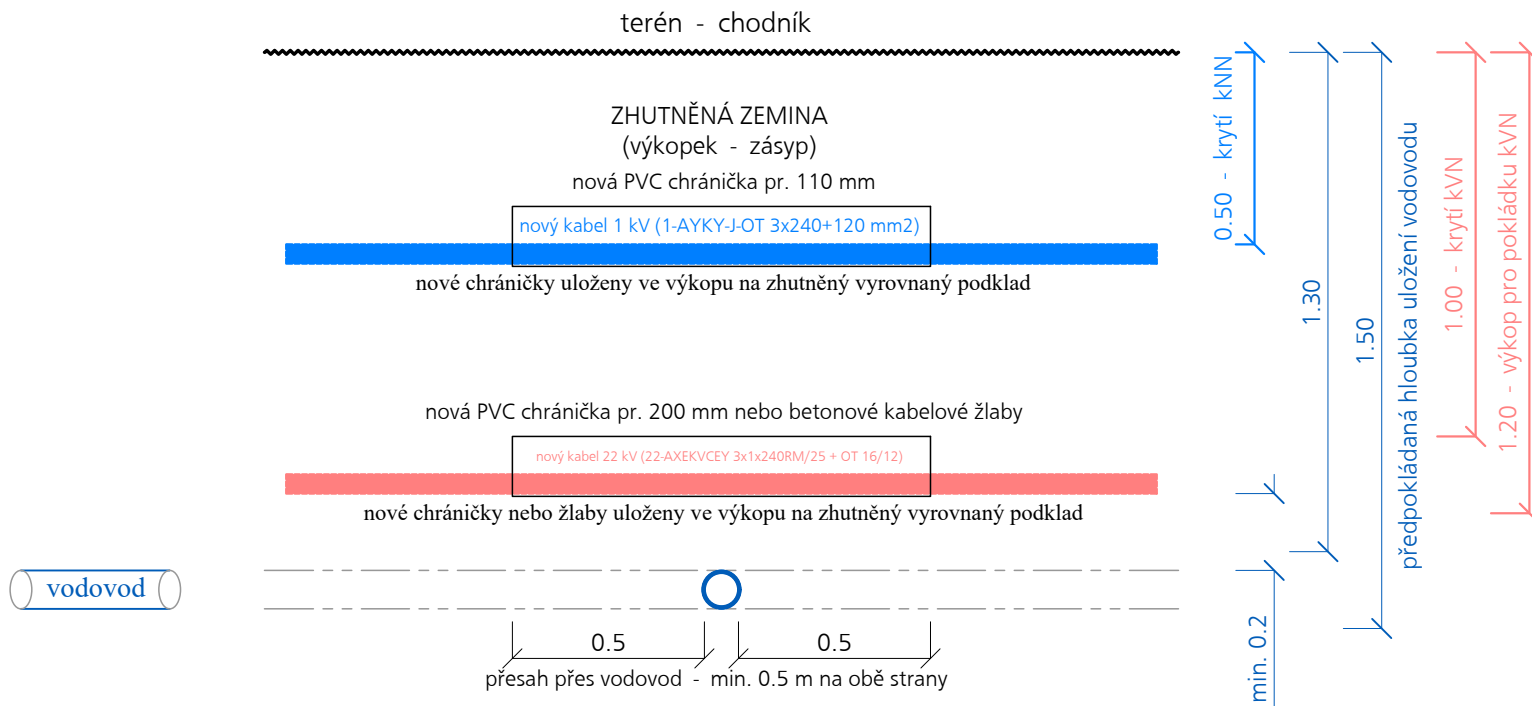 terén - chodník
ZHUTNĚNÁ ZEMINA
(výkopek - zásyp)
nová PVC chránička pr. 110 mm
nový kabel 1 kV (1-AYKY-J-OT 3x240+120 mm2)
nové chráničky uloženy ve výkopu na zhutněný vyrovnaný podklad
nová PVC chránička pr. 200 mm nebo betonové kabelové žlaby
nový kabel 22 kV (22-AXEKVCEY 3x1x240RM/25 + OT 16/12)
nové chráničky nebo žlaby uloženy ve výkopu na zhutněný vyrovnaný podklad
vodovod
0.5
0.5
přesah přes vodovod - min. 0.5 m na obě strany
0.50 - krytí kNN
min. 0.2
1.30
1.50
předpokládaná hloubka uložení vodovodu
1.00 - krytí kVN
1.20 - výkop pro pokládku kVN